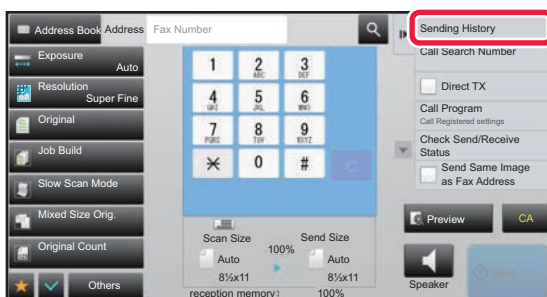 Address Book
Address
Fax Number
Exposure
Auto
Resolution
Super Fine
Original
Job Build
Slow Scan Mode
Mixed Size Orig.
Original Count
Others
1
2
ABC
3
DEF
4
GHI
5
JKL
6
MNO
7
PQRS
8
TUV
9
WXYZ
0
#
C
Scan Size
100%
Send Size
Auto
Auto
8½x11
8½x11
reception memory:
100%
Sending History
Call Search Number
Direct TX
Call Program
Call Registered settings
Check Send/Receive
Status
Send Same Image
as Fax Address
Preview
CA
Speaker
Start